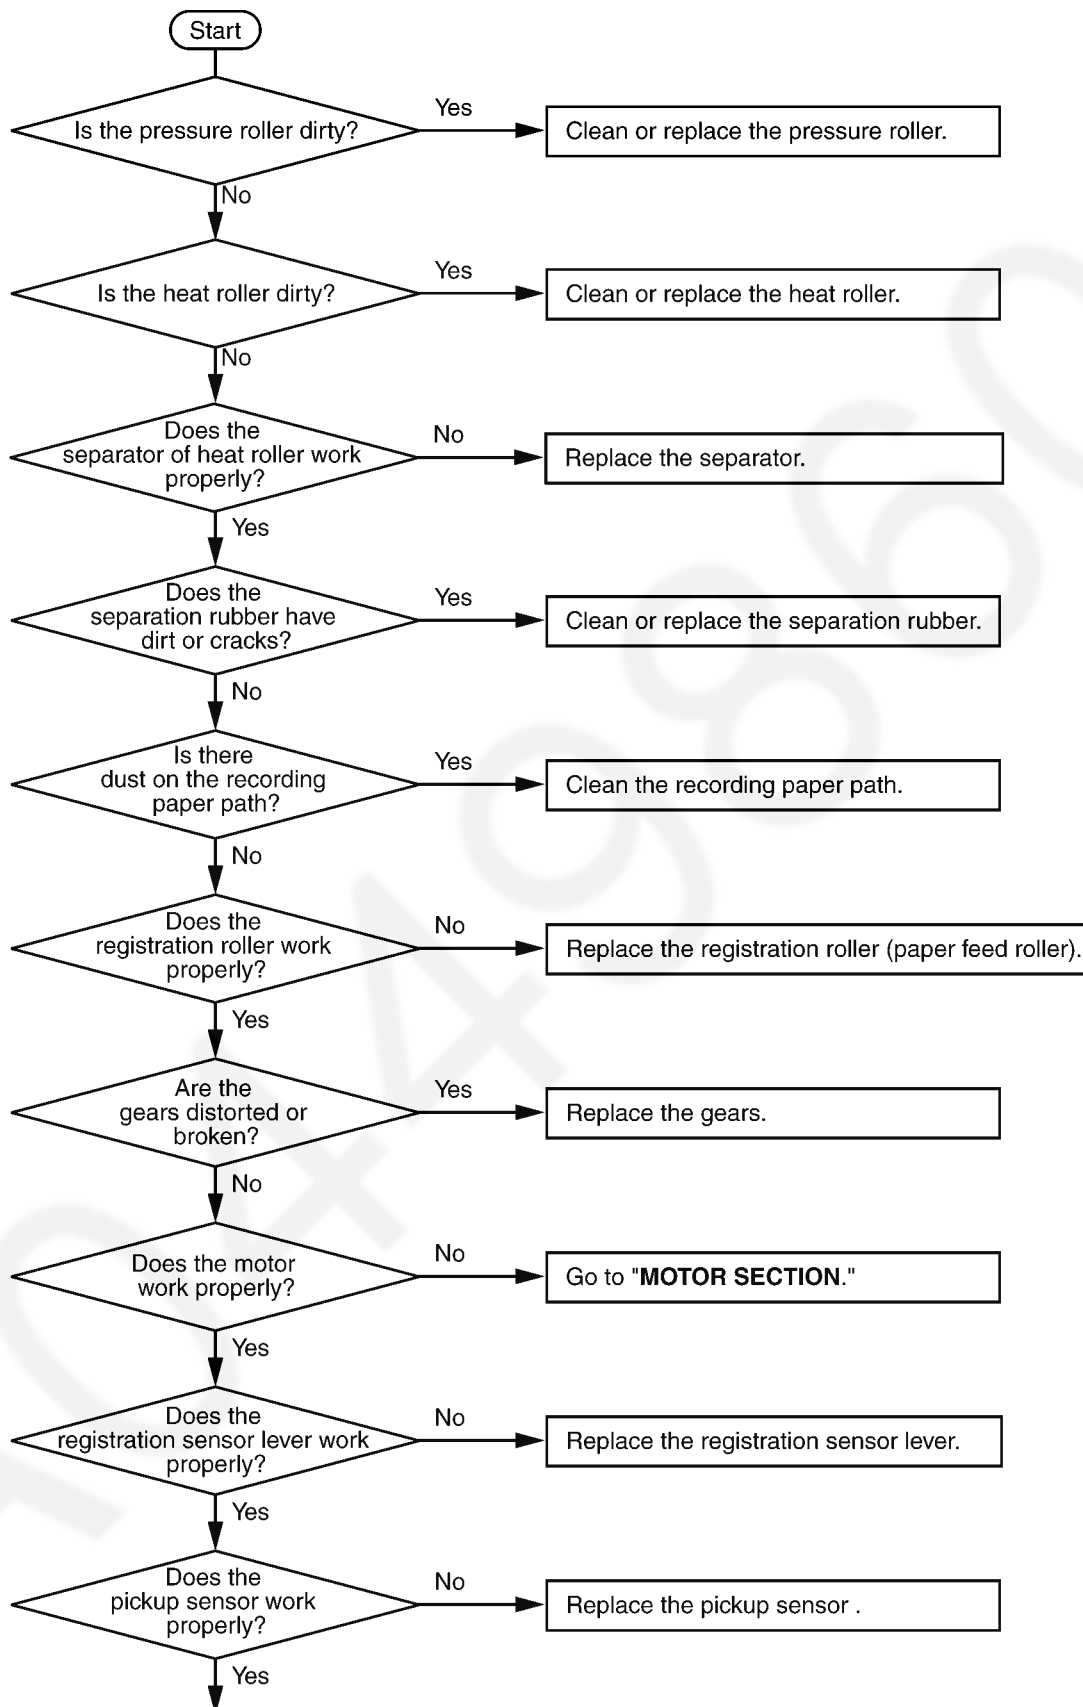 Start
Is the pressure roller dirty?
Yes
Clean or replace the pressure roller.
No
Is the heat roller dirty?
Yes
Clean or replace the heat roller.
No
Does the
separator of heat roller work
properly?
No
Replace the separator.
Yes
Does the
separation rubber have
dirt or cracks?
Yes
Clean or replace the separation rubber.
No
Is there
dust on the recording
paper path?
Yes
Clean the recording paper path.
No
Does the
registration roller work
properly?
No
Replace the registration roller (paper feed roller).
Yes
Are the
gears distorted or
broken?
Yes
Replace the gears.
No
Does the motor
work properly?
No
Go to "MOTOR SECTION."
Yes
Does the
registration sensor lever work
properly?
No
Replace the registration sensor lever.
Yes
Does the
pickup sensor work
properly?
No
Replace the pickup sensor .
Yes